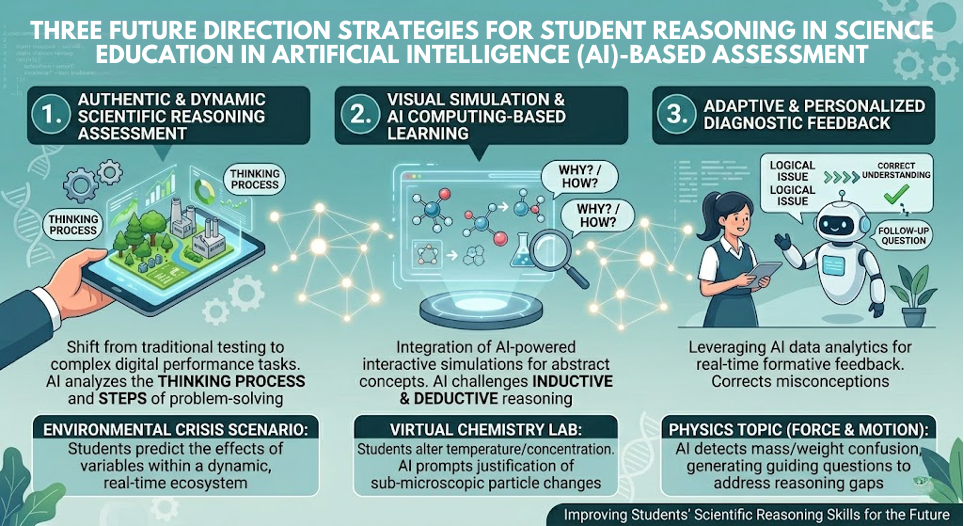 THREE FUTURE DIRECTION STRATEGIES FOR STUDENT REASONING IN SCIENCE
EDUCATION IN ARTIFICIAL INTELLIGENCE (AI)-BASED ASSESSMENT
1.
AUTHENTIC & DYNAMIC
SCIENTIFIC REASONING
ASSESSMENT
THINKING
PROCESS
THINKING
PROCESS
Shift from traditional testing to
complex digital performance tasks.
AI analyzes the THINKING PROCESS
and STEPS of problem-solving
ENVIRONMENTAL CRISIS SCENARIO:
Students predict the effects of
variables within a dynamic,
real-time ecosystem
2.
VISUAL SIMULATION &
AI COMPUTING-BASED
LEARNING
WHY? /
HOW?
WHY? /
HOW?
Integration of AI-powered
interactive simulations for abstract
concepts. AI challenges INDUCTIVE
& DEDUCTIVE reasoning
VIRTUAL CHEMISTRY LAB:
Students alter temperature/concentration.
AI prompts justification of
sub-microscopic particle changes
3.
ADAPTIVE & PERSONALIZED
DIAGNOSTIC FEEDBACK
LOGICAL
ISSUE
LOGICAL
ISSUE
CORRECT
UNDERSTANDING
FOLLOW-UP
QUESTION
Leveraging AI data analytics for
real-time formative feedback.
Corrects misconceptions
PHYSICS TOPIC (FORCE & MOTION):
AI detects mass/weight confusion,
generating guiding questions to
address reasoning gaps
Improving Students' Scientific Reasoning Skills for the Future